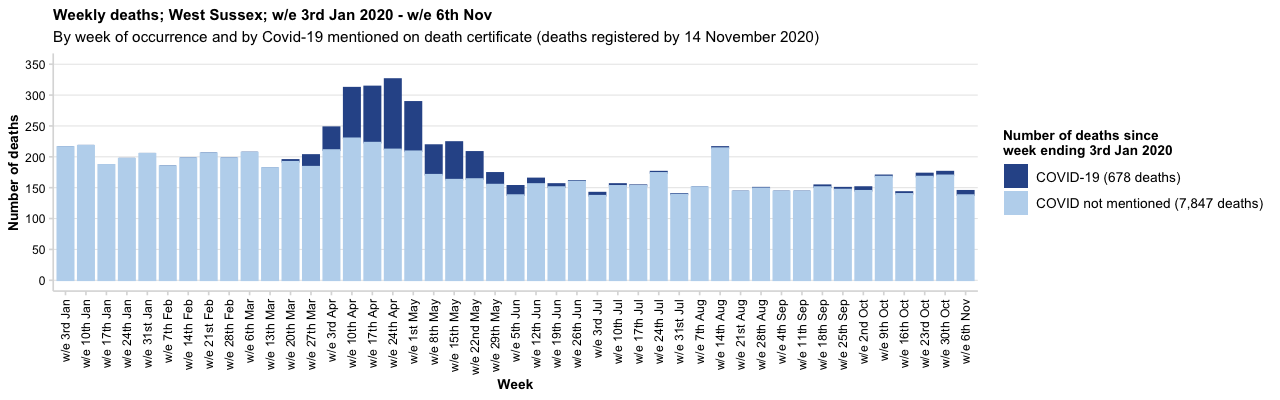 Weekly deaths; West Sussex; w/e 3rd Jan 2020 - w/e 6th Nov
By week of occurrence and by Covid-19 mentioned on death certificate (deaths registered by 14 November 2020)
Number of deaths
350
300
250
200
150
100
50
0
w/e 3rd Jan
w/e 10th Jan
w/e 17th Jan
w/e 24th Jan
w/e 31st Jan
w/e 7th Feb
w/e 14th Feb
w/e 21st Feb
w/e 28th Feb
w/e 6th Mar
w/e 13th Mar
w/e 20th Mar
w/e 27th Mar
w/e 3rd Apr
w/e 10th Apr
w/e 17th Apr
w/e 24th Apr
w/e 1st May
w/e 8th May
w/e 15th May
w/e 22nd May
w/e 29th May
w/e 5th Jun
w/e 12th Jun
w/e 19th Jun
w/e 26th Jun
w/e 3rd Jul
w/e 10th Jul
w/e 17th Jul
w/e 24th Jul
w/e 31st Jul
w/e 7th Aug
w/e 14th Aug
w/e 21st Aug
w/e 28th Aug
w/e 4th Sep
w/e 11th Sep
w/e 18th Sep
w/e 25th Sep
w/e 2nd Oct
w/e 9th Oct
w/e 16th Oct
w/e 23rd Oct
w/e 30th Oct
w/e 6th Nov
Week
Number of deaths since
week ending 3rd Jan 2020
COVID-19 (678 deaths)
COVID not mentioned (7,847 deaths)